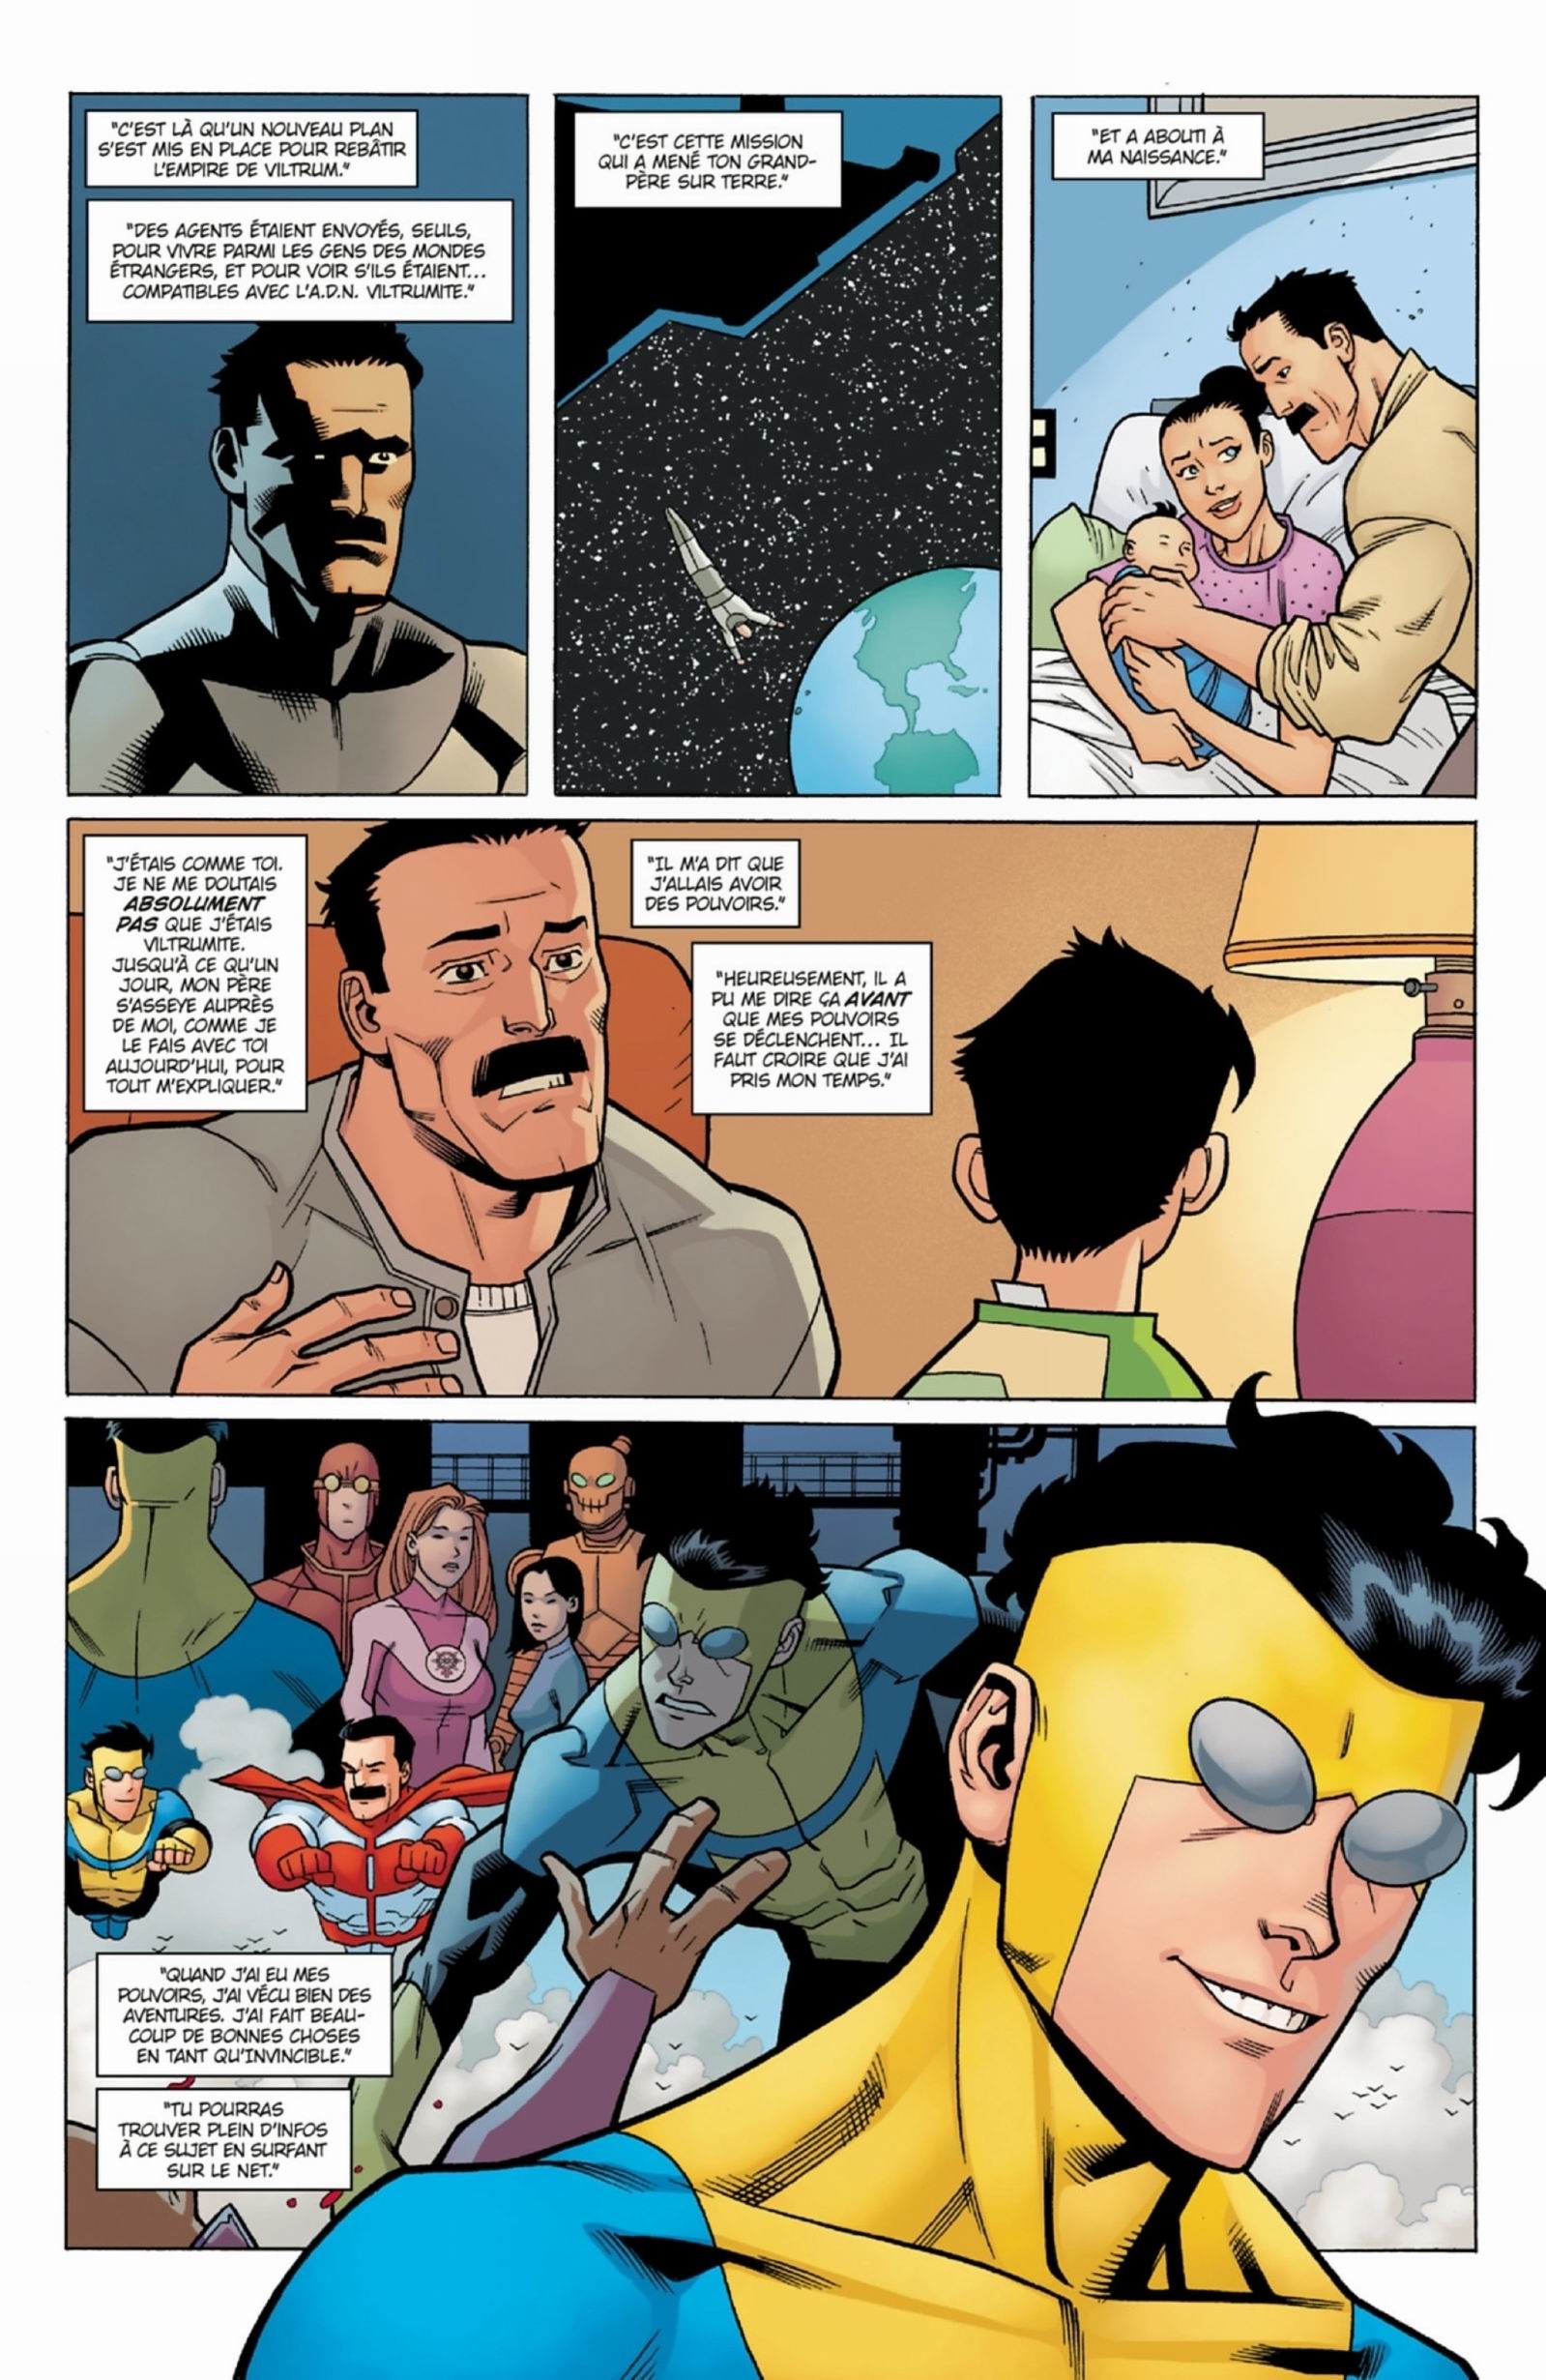 "C'EST LÀ QU'UN NOUVEAU PLAN
S'EST MIS EN PLACE POUR REBÂTIR
L'EMPIRE DE VILTRUM."
"DES AGENTS ÉTAIENT ENVOYÉS, SEULS,
POUR VIVRE PARMI LES GENS DES MONDES
ÉTRANGERS, ET POUR VOIR S'ILS ÉTAIENT...
COMPATIBLES AVEC L'A.D.N. VILTRUMITE."
"C'EST CETTE MISSION
QUI A MENÉ TON GRAND-
PÈRE SUR TERRE."
"ET A ABOUTI À
MA NAISSANCE."
"J'ÉTAIS COMME TOI.
JE NE ME DOUTAIS
ABSOLUMENT
PAS QUE J'ÉTAIS
VILTRUMITE.
JUSQU'À CE QU'UN
JOUR, MON PÈRE
S'ASSEYE AUPRÈS
DE MOI, COMME JE
LE FAIS AVEC TOI
AUJOURD'HUI, POUR
TOUT M'EXPLIQUER."
"IL M'A DIT QUE
J'ALLAIS AVOIR
DES POUVOIRS."
"HEUREUSEMENT, IL A
PU ME DIRE ÇA AVANT
QUE MES POUVOIRS
SE DÉCLENCHENT... IL
FAUT CROIRE QUE J'AI
PRIS MON TEMPS."
"QUAND J'AI EU MES
POUVOIRS, J'AI VÉCU BIEN DES
AVENTURES. J'AI FAIT BEAU-
COUP DE BONNES CHOSES
EN TANT QU'INVINCIBLE."
"TU POURRAS
TROUVER PLEIN D'INFOS
À CE SUJET EN SURFANT
SUR LE NET."